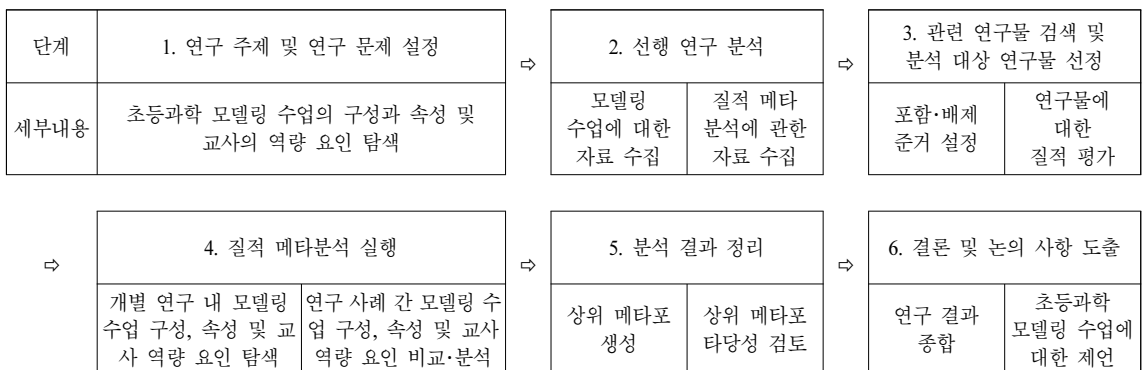 단계
1. 연구 주제 및 연구 문제 설정
⇨
2. 선행 연구 분석
⇨
3. 관련 연구물 검색 및
분석 대상 연구물 선정
세부내용
초등과학 모델링 수업의 구성과 속성 및
교사의 역량 요인 탐색
모델링
수업에 대한
자료 수집
질적 메타
분석에 관한
자료 수집
포함·배제
준거 설정
연구물에
대한
질적 평가
⇨
4. 질적 메타분석 실행
⇨
5. 분석 결과 정리
⇨
6. 결론 및 논의 사항 도출
개별 연구 내 모델링
수업 구성, 속성 및 교
사 역량 요인 탐색
연구 사례 간 모델링 수
업 구성, 속성 및 교사
역량 요인 비교·분석
상위 메타포
생성
상위 메타포
타당성 검토
연구 결과
종합
초등과학
모델링 수업에
대한 제언